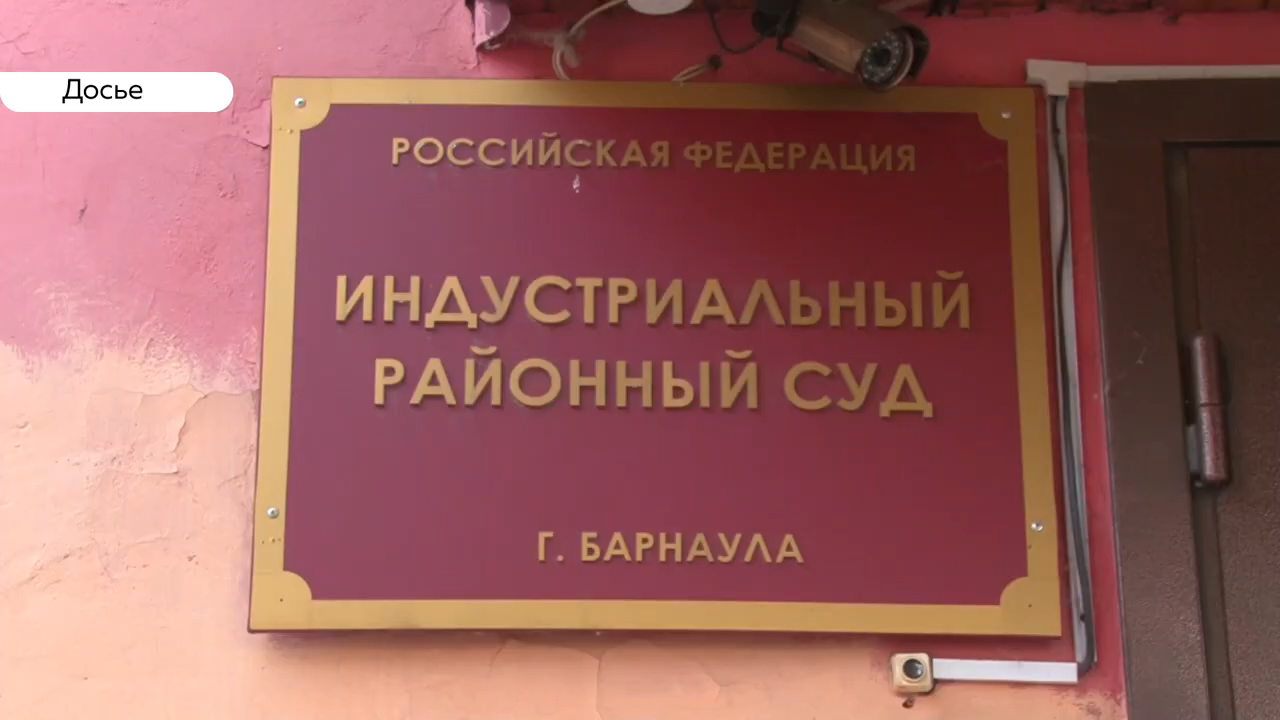 Досье
РОССИЙСКАЯ ФЕДЕРАЦИЯ
ИНДУСТРИАЛЬНЫЙ
РАЙОННЫЙ СУД
Г. БАРНАУЛА